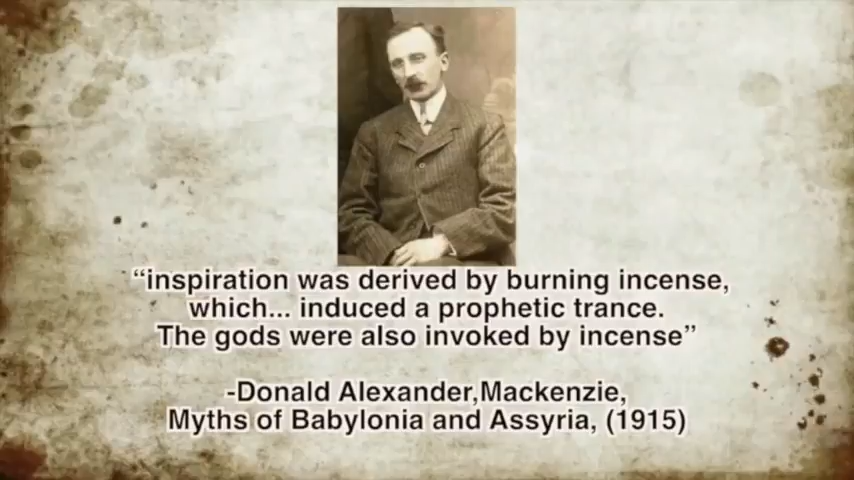 “inspiration was derived by burning incense,
which... induced a prophetic trance.
The gods were also invoked by incense”
-Donald Alexander,Mackenzie,
Myths of Babylonia and Assyria, (1915)